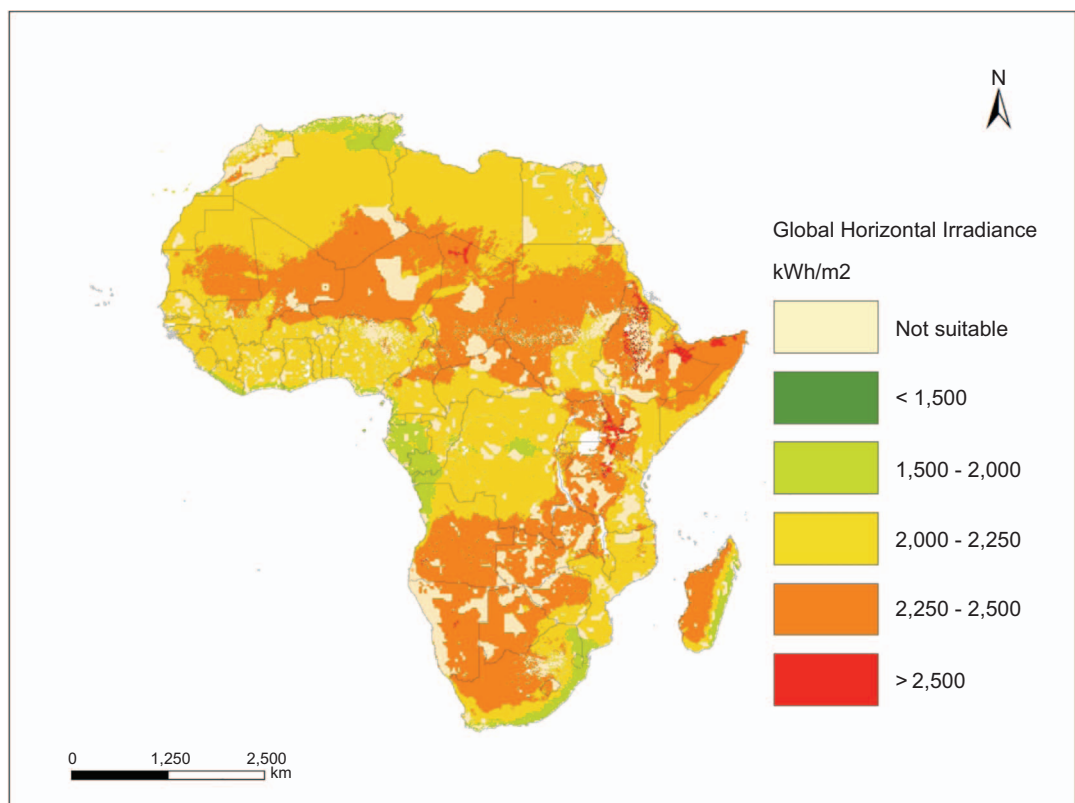 N
Global Horizontal Irradiance
kWh/m2
Not suitable
< 1,500
1,500 - 2,000
2,000 - 2,250
2,250 - 2,500
> 2,500
0 1,250 2,500
km